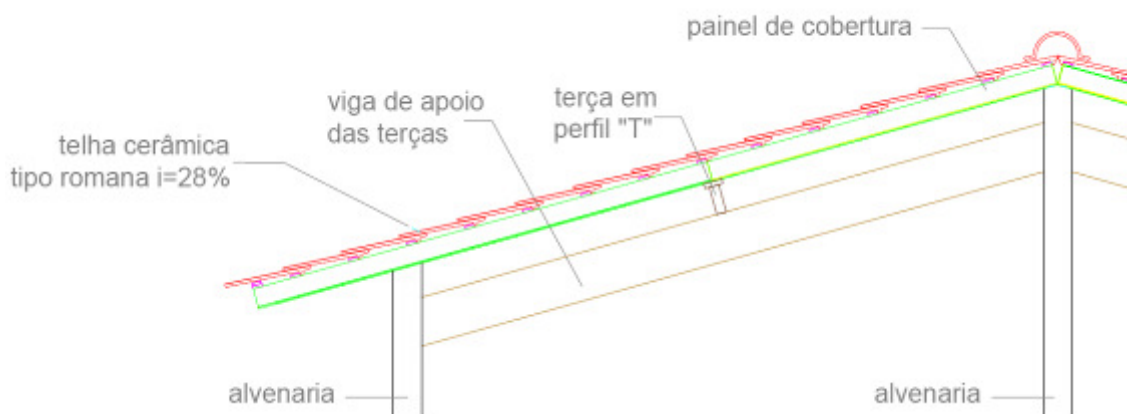 painel de cobertura
viga de apoio
das terças
terça em
perfil "T"
telha cerâmica
tipo romana i=28%
alvenaria
alvenaria